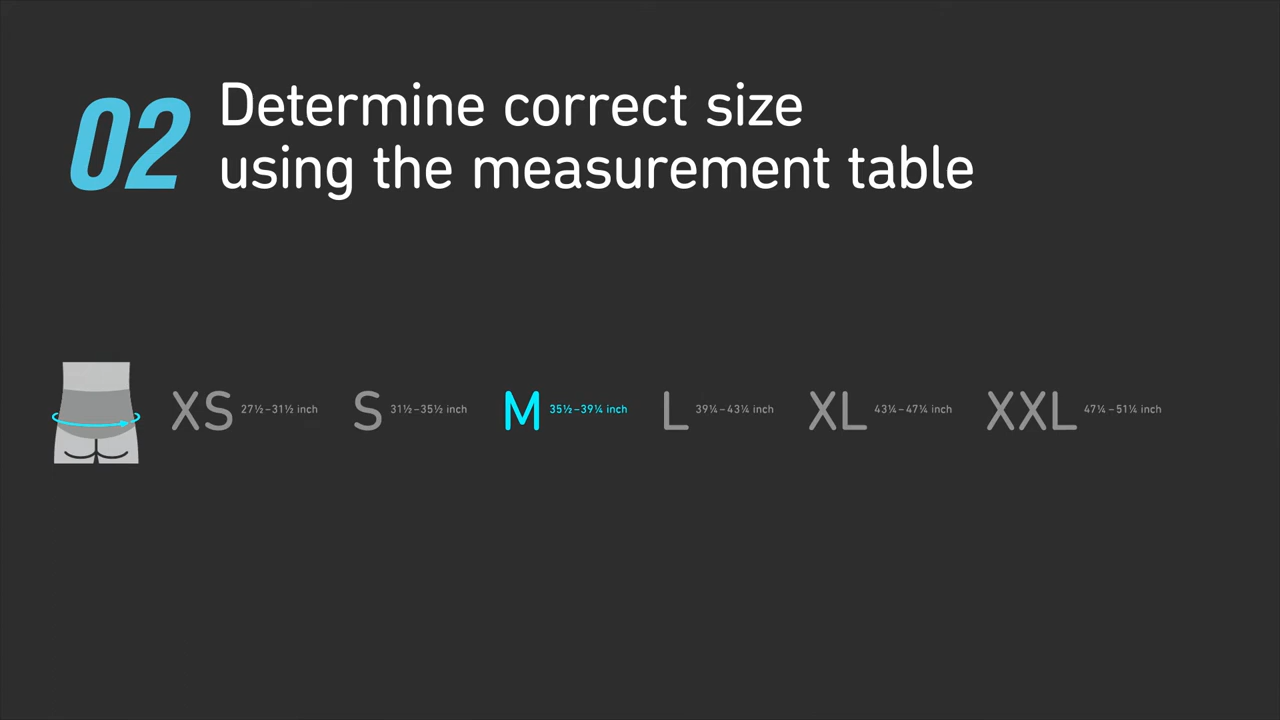 02
Determine correct size
using the measurement table
XS 27½–31½ inch S 31½–35½ inch M 35½–39¼ inch L 39¼–43¼ inch XL 43¼–47¼ inch XXL 47¼–51¼ inch